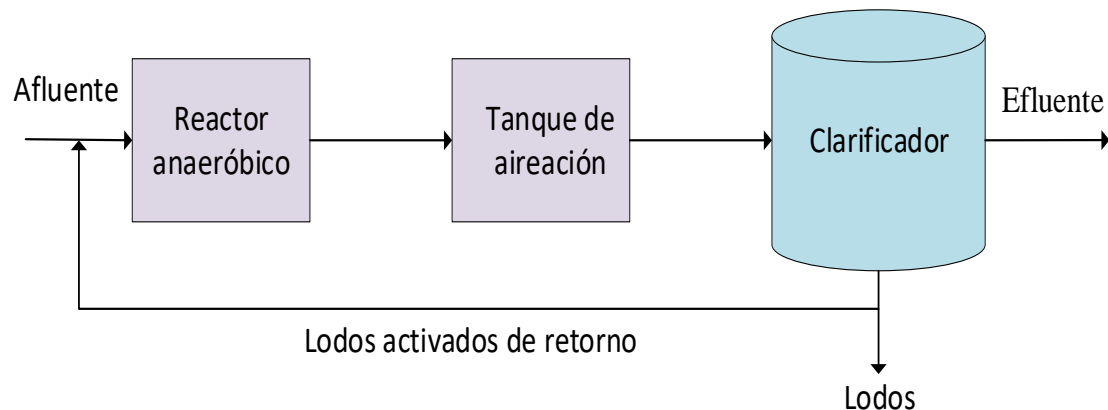 Afluente
Reactor
anaeróbico
Tanque de
aireación
Clarificador
Efluente
Lodos activados de retorno
Lodos